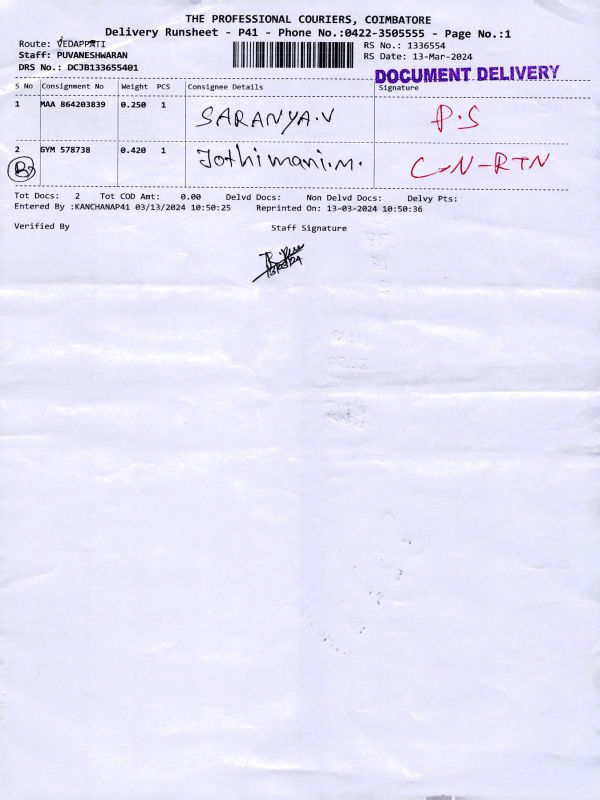 THE PROFESSIONAL COURIERS, COIMBATORE
Delivery Runsheet - P41 - Phone No.:0422-3505555 - Page No.:1
Route: VEDAPPATI
RS No.: 1336554
Staff: PUVANESHWARAN
RS Date: 13-Mar-2024
DRS No.: DCJB133655401
DOCUMENT DELIVERY
S No Consignment No Weight PCS Consignee Details Signature
1 MAA 864203839 0.250 1 SARANYA.V P.S
2 GYM 578738 0.420 1 Jothimani.M. C-N-RTN
Tot Docs: 2 Tot COD Amt: 0.00 Delvd Docs: Non Delvd Docs: Delvy Pts:
Entered By :KANCHANAP41 03/13/2024 10:50:25 Reprinted On: 13-03-2024 10:50:36
Verified By Staff Signature